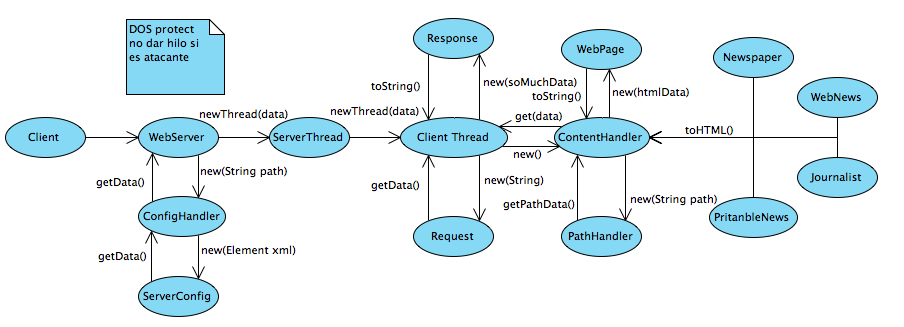 DOS protect
no dar hilo si
es atacante
Response
WebPage
Newspaper
WebNews
toString()
new(soMuchData)
toString()
new(htmlData)
newThread(data)
newThread(data)
get(data)
toHTML()
Client
WebServer
ServerThread
Client Thread
ContentHandler
new()
getData()
new(String path)
getData()
new(String)
getPathData()
new(String path)
Journalist
ConfigHandler
Request
PathHandler
PritanbleNews
getData()
new(Element xml)
ServerConfig